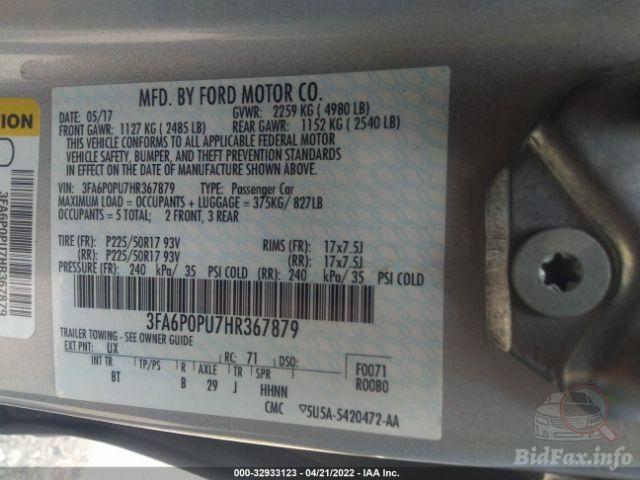 MFD. BY FORD MOTOR CO.
DATE: 05/17 GVWR: 2259 KG ( 4980 LB)
FRONT GAWR: 1127 KG ( 2485 LB) REAR GAWR: 1152 KG ( 2540 LB)
THIS VEHICLE CONFORMS TO ALL APPLICABLE FEDERAL MOTOR
VEHICLE SAFETY, BUMPER, AND THEFT PREVENTION STANDARDS
IN EFFECT ON THE DATE OF MANUFACTURE SHOWN ABOVE.
VIN: 3FA6P0PU7HR367879 TYPE: Passenger Car
MAXIMUM LOAD = OCCUPANTS + LUGGAGE = 375KG/ 827LB
OCCUPANTS = 5 TOTAL; 2 FRONT, 3 REAR
TIRE (FR): P225/50R17 93V RIMS (FR): 17x7.5J
(RR): P225/50R17 93V (RR): 17x7.5J
PRESSURE (FR): 240 kPa/ 35 PSI COLD (RR): 240 kPa/ 35 PSI COLD
3FA6P0PU7HR367879
TRAILER TOWING - SEE OWNER GUIDE
EXT PNT: UX RC: 71 DSO: F0071
INT TR TP/PS R AXLE TR SPR R0080
BT B 29 J HHNN
CMC ▽5U5A-5420472-AA
TION
3FA6P0PU7HR367879
BidFax.info
000-32933123 - 04/21/2022 - IAA Inc.